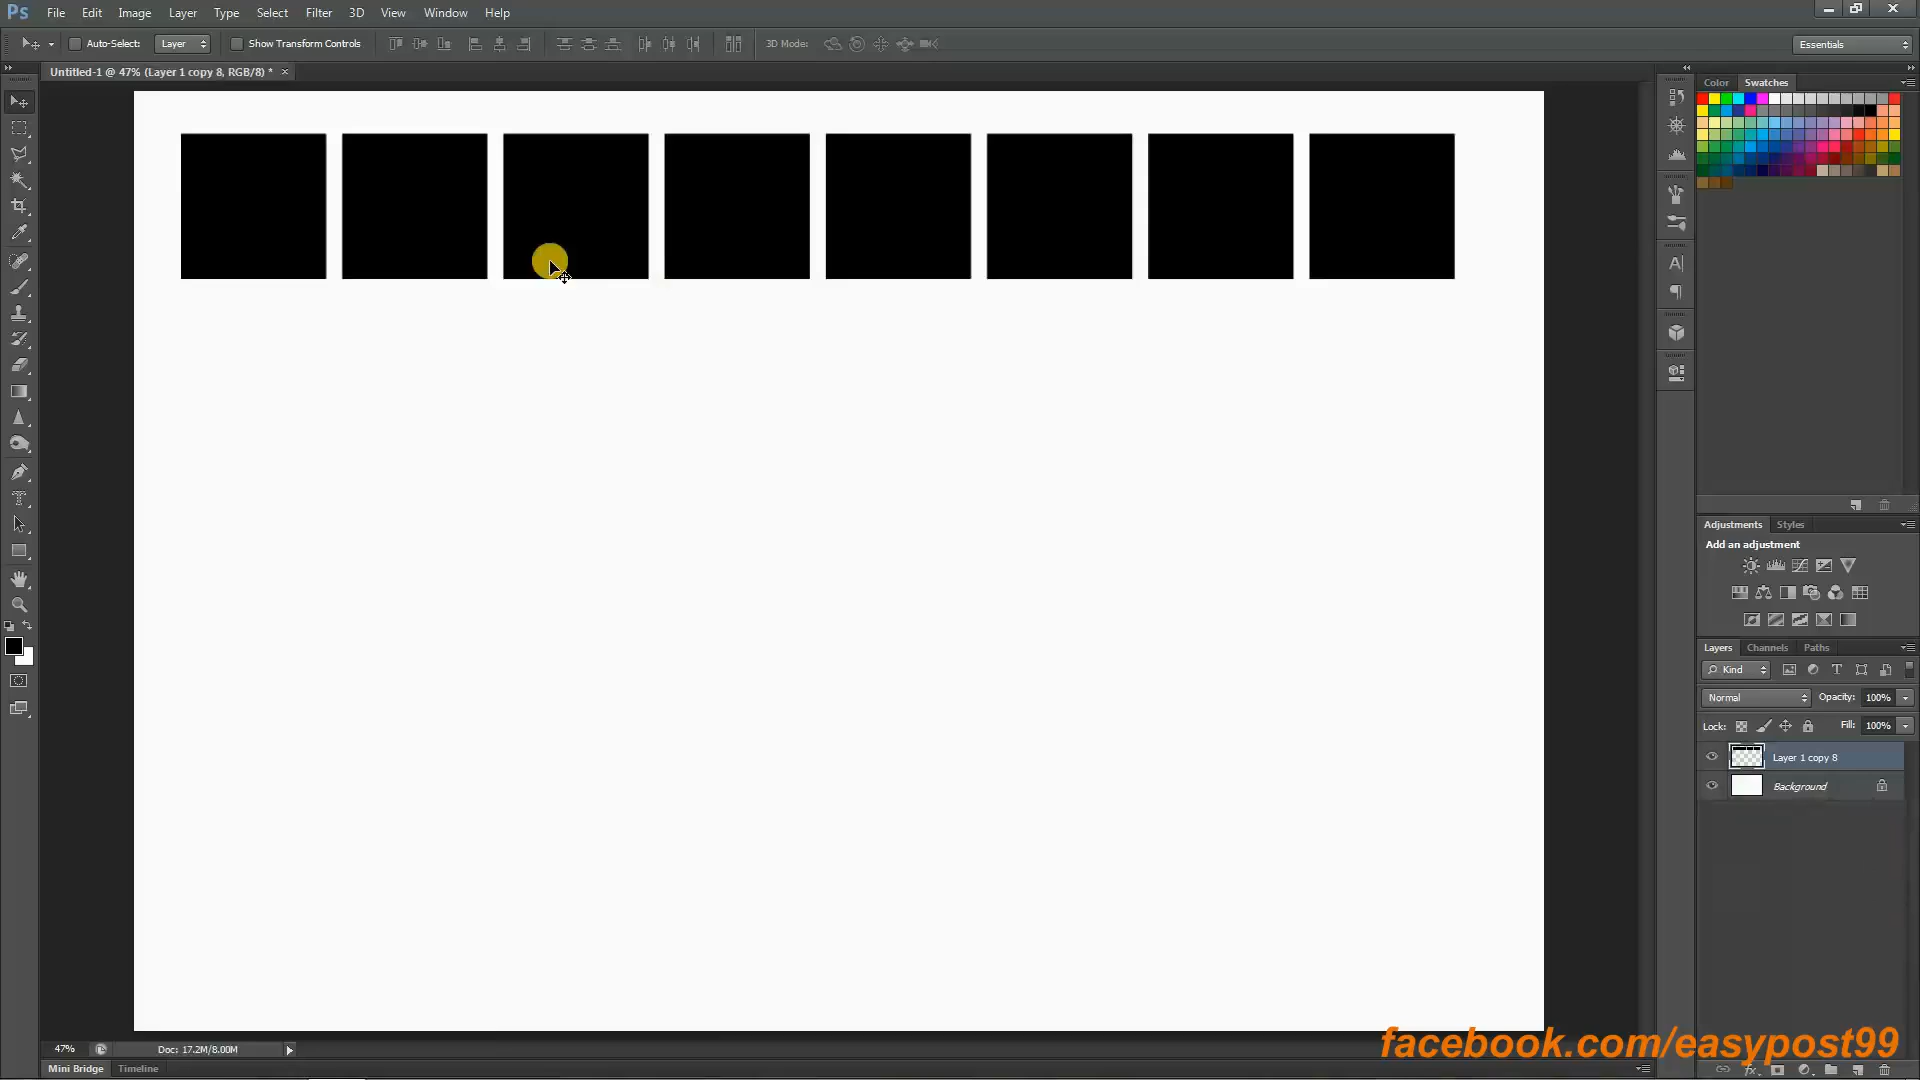 Ps File Edit Image Layer Type Select Filter 3D View Window Help
Auto-Select: Layer Show Transform Controls 3D Mode: Essentials
Untitled-1 @ 47% (Layer 1 copy 8, RGB/8) * ×
Color Swatches
Adjustments Styles
Add an adjustment
Layers Channels Paths
Kind
Normal Opacity: 100%
Lock: Fill: 100%
Layer 1 copy 8
Background
47% Doc: 17.2M/8.00M
facebook.com/easypost99
Mini Bridge Timeline